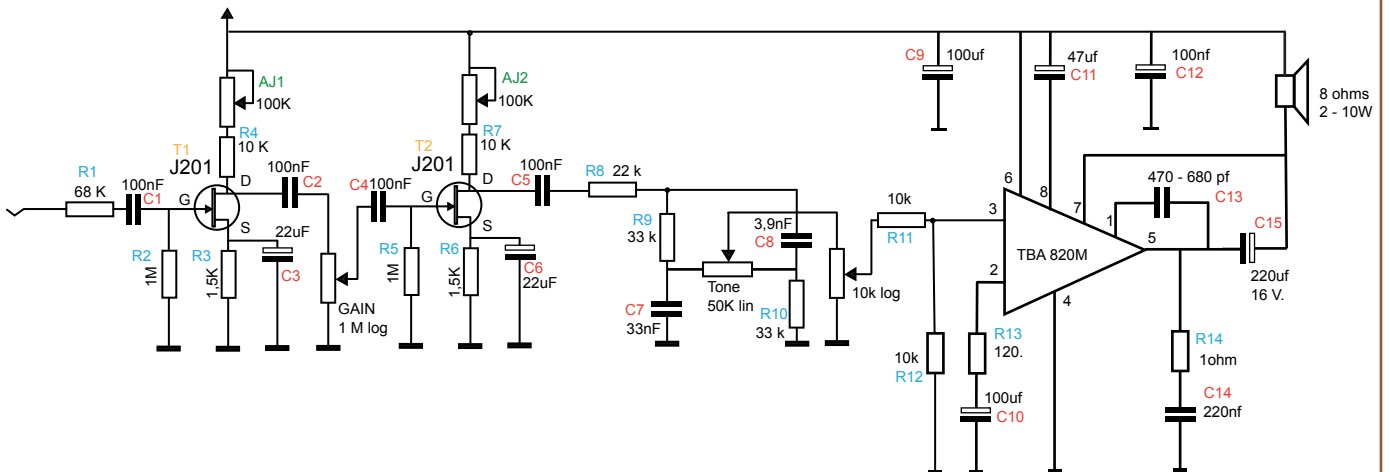 AJ1
100K
R4
10 K
T1
J201
R1
68 K
100nF
C1
G
D
S
100nF
C2
R2
1M
R3
1,5K
22uF
C3
GAIN
1 M log
C4
100nF
AJ2
100K
R7
10 K
T2
J201
G
D
S
R5
1M
R6
1,5K
C6
22uF
100nF
C5
R8
22 k
R9
33 k
C7
33nF
Tone
50K lin
3,9nF
C8
R10
33 k
10k log
10k
R11
10k
R12
C9
100uf
47uf
C11
100nf
C12
8 ohms
2 - 10W
6
8
7
1
3
2
4
5
TBA 820M
470 - 680 pf
C13
C15
220uf
16 V.
R13
120.
100uf
C10
R14
1ohm
C14
220nf